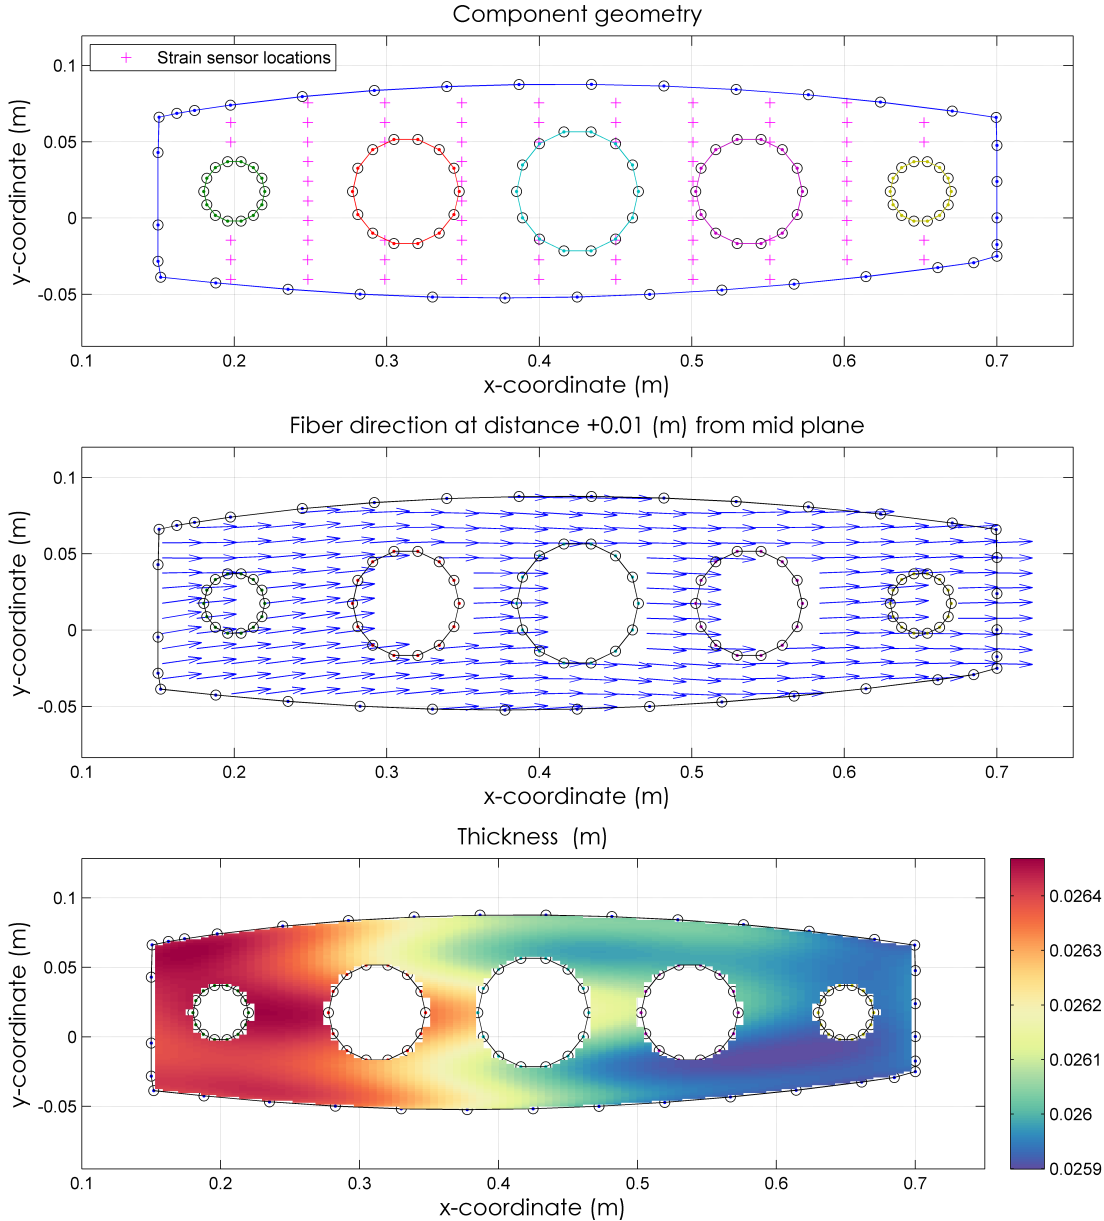 Component geometry
Strain sensor locations
0.1
0.05
0
-0.05
y-coordinate (m)
0.1 0.2 0.3 0.4 0.5 0.6 0.7
x-coordinate (m)
Fiber direction at distance +0.01 (m) from mid plane
0.1
0.05
0
-0.05
y-coordinate (m)
0.1 0.2 0.3 0.4 0.5 0.6 0.7
x-coordinate (m)
Thickness (m)
0.1
0.05
0
-0.05
y-coordinate (m)
0.1 0.2 0.3 0.4 0.5 0.6 0.7
x-coordinate (m)
0.0264
0.0263
0.0262
0.0261
0.026
0.0259